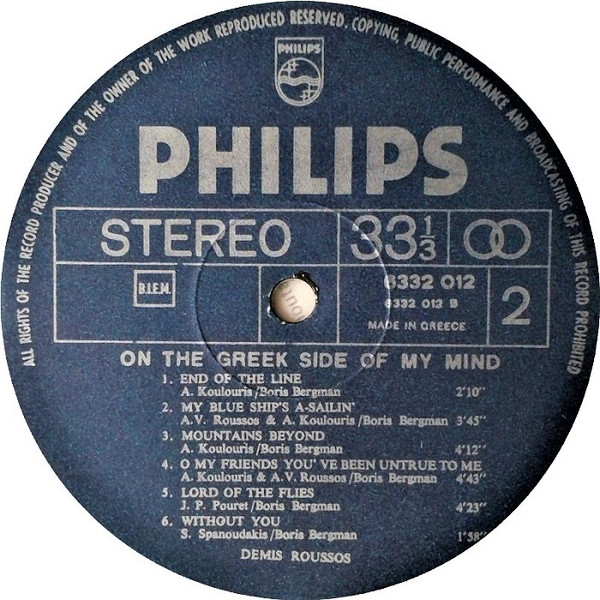 ALL RIGHTS OF THE RECORD PRODUCER AND OF THE OWNER OF THE WORK REPRODUCED RESERVED. COPYING, PUBLIC PERFORMANCE AND BROADCASTING OF THIS RECORD PROHIBITED
PHILIPS
PHILIPS
STEREO 33 1/3
B.I.E.M. 6332 012
6332 012 B 2
MADE IN GREECE
ON THE GREEK SIDE OF MY MIND
1. END OF THE LINE
A. Koulouris/Boris Bergman 2'10''
2. MY BLUE SHIP'S A-SAILIN'
A.V. Roussos & A. Koulouris/Boris Bergman 3'45''
3. MOUNTAINS BEYOND
A. Koulouris/Boris Bergman 4'12''
4. O MY FRIENDS YOU'VE BEEN UNTRUE TO ME
A. Koulouris & A.V. Roussos/Boris Bergman 4'43''
5. LORD OF THE FLIES
J. P. Pouret/Boris Bergman 4'23''
6. WITHOUT YOU
S. Spanoudakis/Boris Bergman 1'58''
DEMIS ROUSSOS